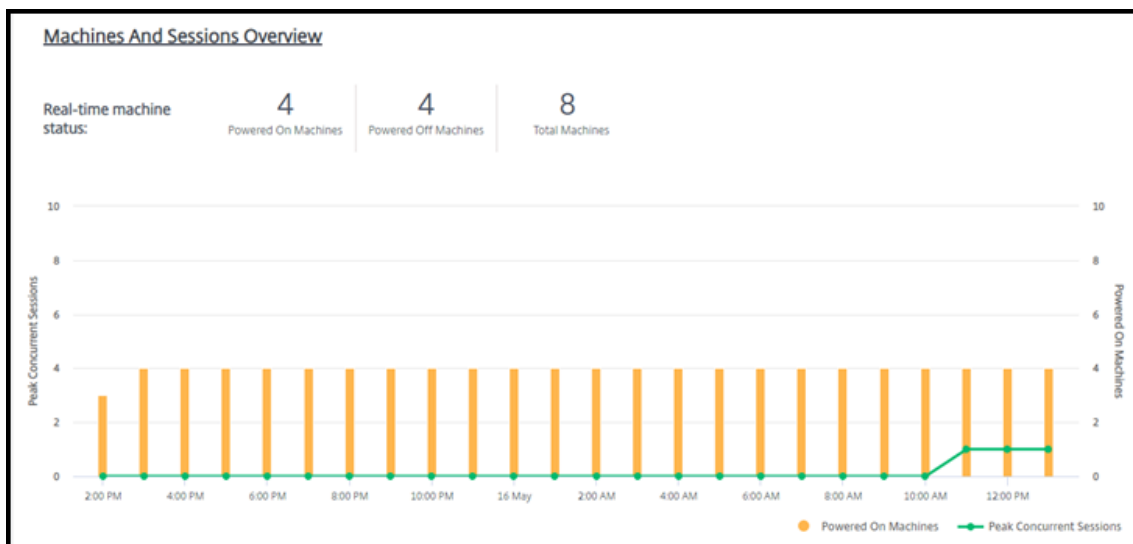 Machines And Sessions Overview
Real-time machine
status:
4
Powered On Machines
4
Powered Off Machines
8
Total Machines
Peak Concurrent Sessions
10
8
6
4
2
0
10
8
6
4
2
0
Powered On Machines
2:00 PM 4:00 PM 6:00 PM 8:00 PM 10:00 PM 16 May 2:00 AM 4:00 AM 6:00 AM 8:00 AM 10:00 AM 12:00 PM
Powered On Machines Peak Concurrent Sessions